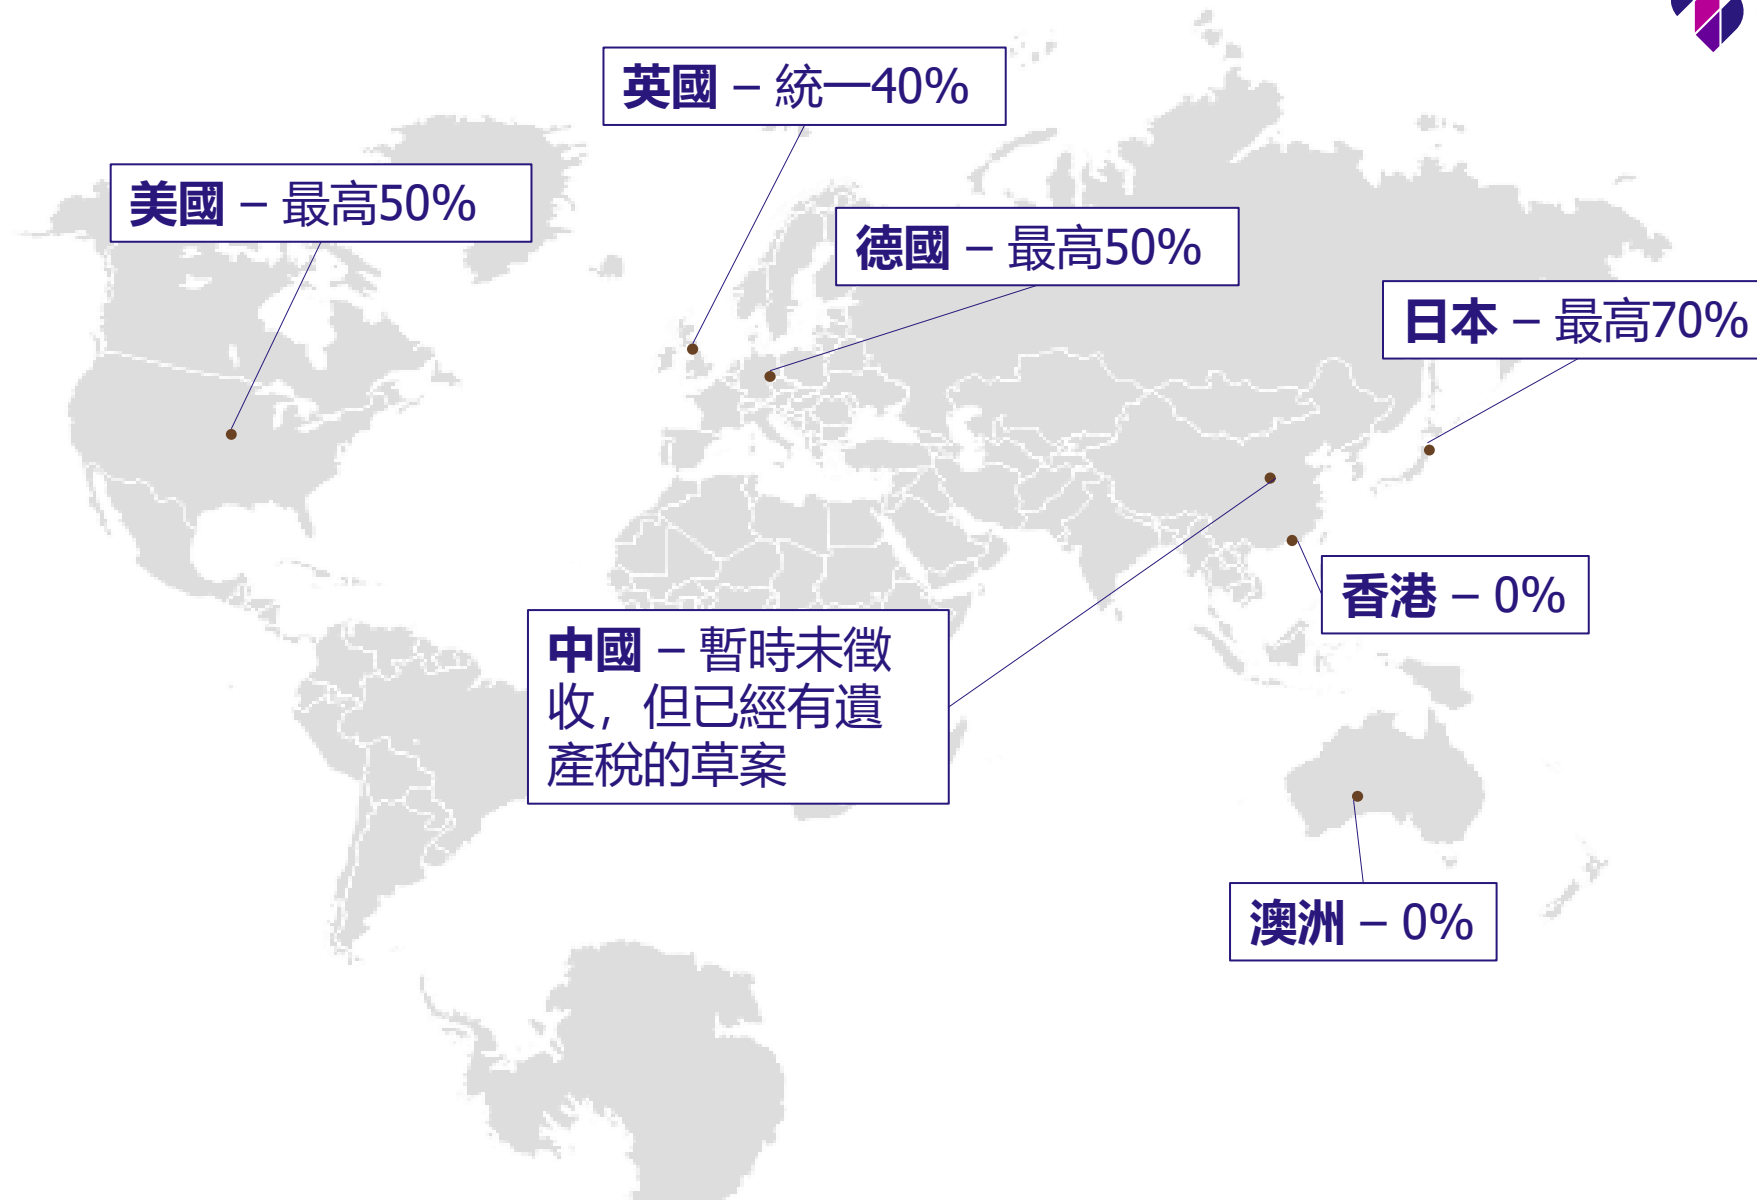 英國 – 統一40%
美國 – 最高50%
德國 – 最高50%
日本 – 最高70%
香港 – 0%
中國 – 暫時未徵
收，但已經有遺
產稅的草案
澳洲 – 0%